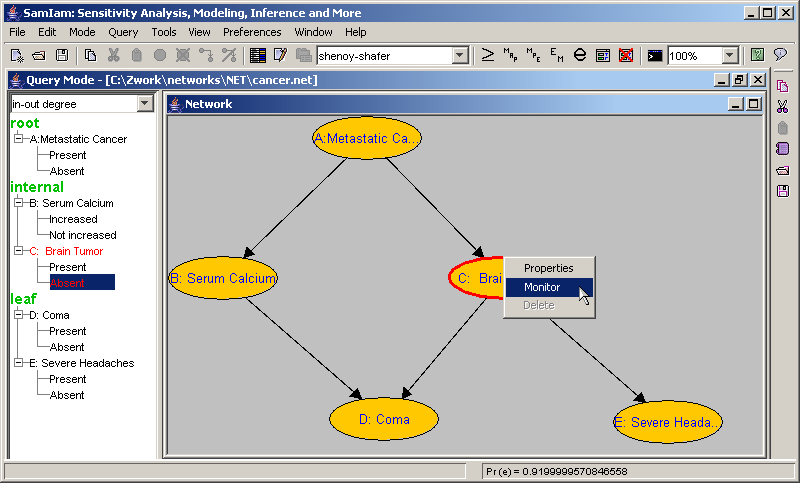 SamIam: Sensitivity Analysis, Modeling, Inference and More
File Edit Mode Query Tools View Preferences Window Help
shenoy-shafer
MAP MPE EM 100%
Query Mode - [C:\Zwork\networks\NET\cancer.net]
in-out degree
root
A:Metastatic Cancer
Present
Absent
internal
B: Serum Calcium
Increased
Not increased
C: Brain Tumor
Present
Absent
leaf
D: Coma
Present
Absent
E: Severe Headaches
Present
Absent
Network
A:Metastatic Ca...
B: Serum Calcium
C: Brai
Properties
Monitor
Delete
D: Coma
E: Severe Heada...
Pr(e) = 0.9199999570846558